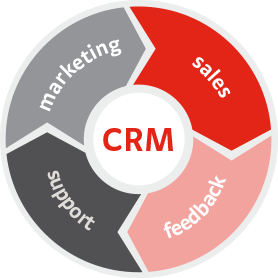 marketing
sales
CRM
support
feedback